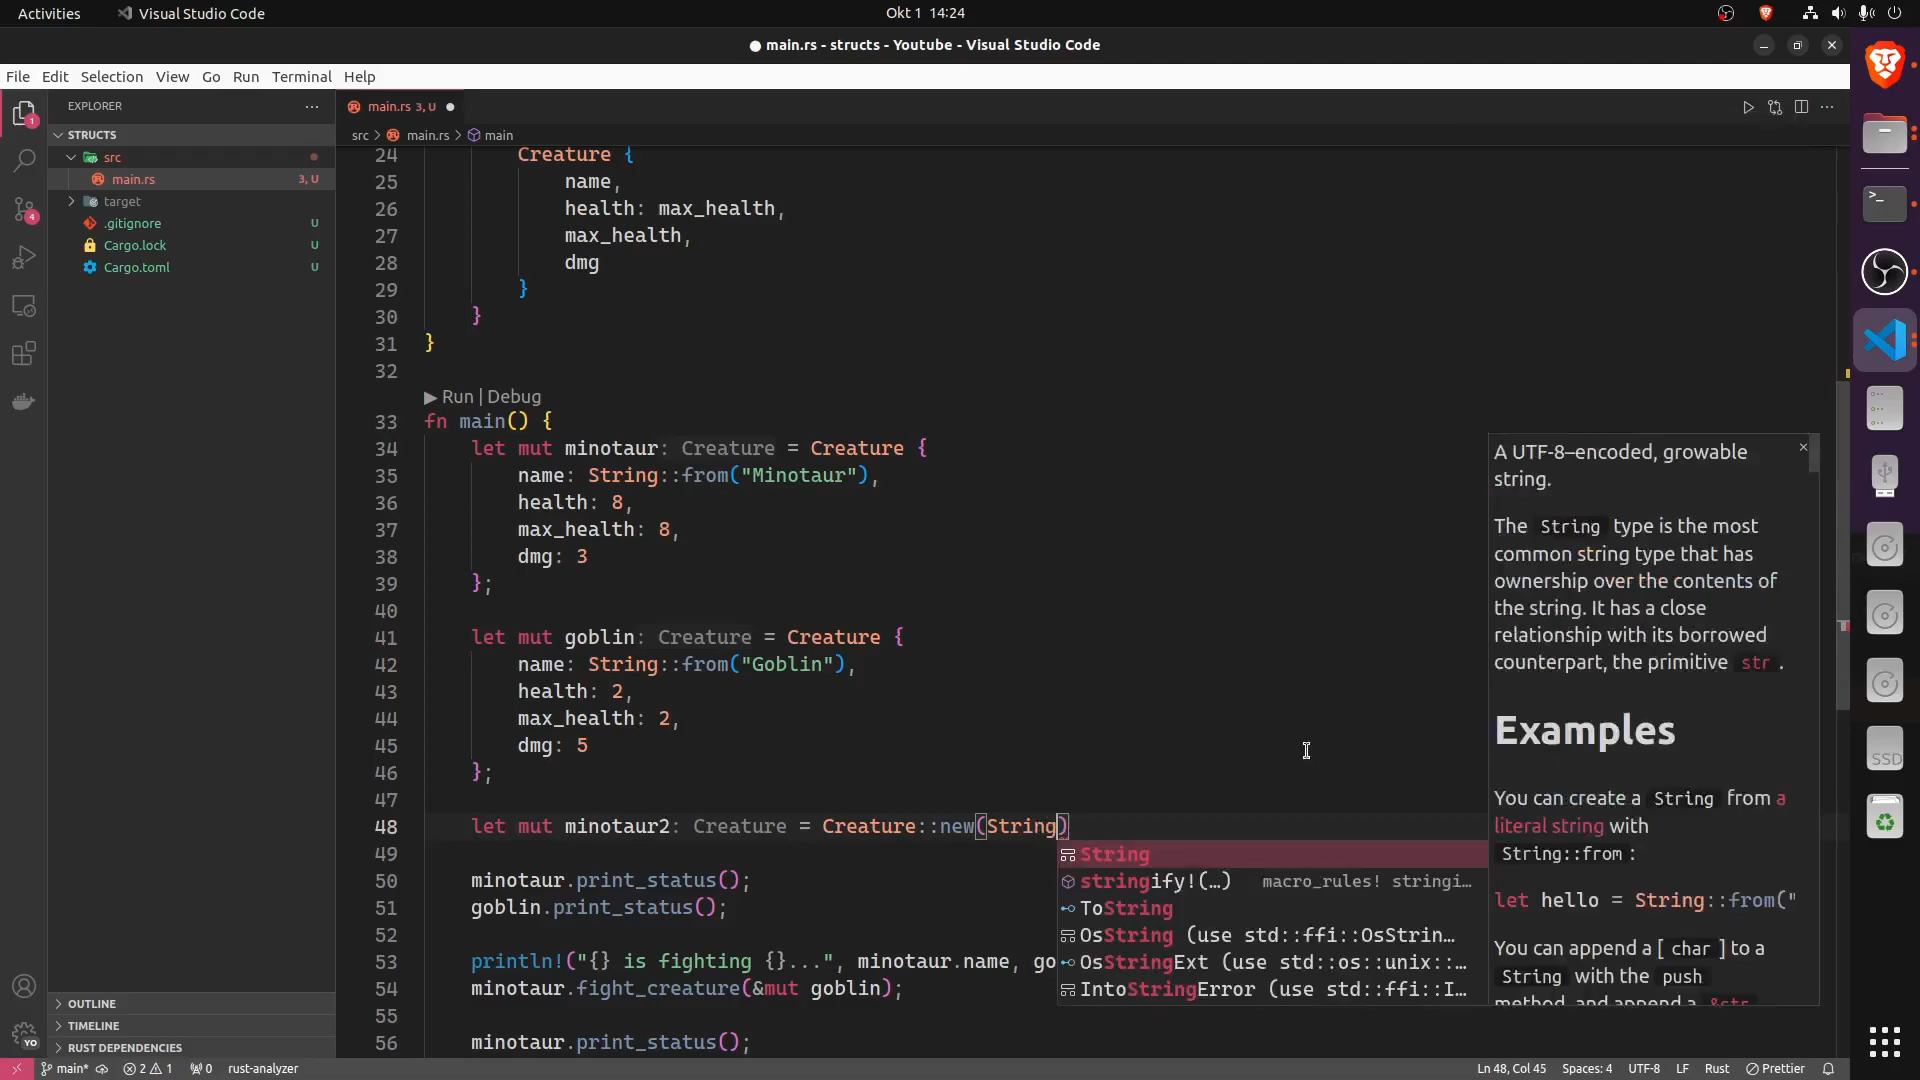 Activities
Visual Studio Code
Okt 1 14:24
● main.rs - structs - Youtube - Visual Studio Code
File Edit Selection View Go Run Terminal Help
EXPLORER
STRUCTS
src
main.rs 3, U
target
.gitignore U
Cargo.lock U
Cargo.toml U
OUTLINE
TIMELINE
RUST DEPENDENCIES
1
4
YO
main.rs 3, U
src > main.rs > main
24 Creature {
25 name,
26 health: max_health,
27 max_health,
28 dmg
29 }
30 }
31 }
32
▶ Run | Debug
33 fn main() {
34 let mut minotaur: Creature = Creature {
35 name: String::from("Minotaur"),
36 health: 8,
37 max_health: 8,
38 dmg: 3
39 };
40
41 let mut goblin: Creature = Creature {
42 name: String::from("Goblin"),
43 health: 2,
44 max_health: 2,
45 dmg: 5
46 };
47
48 let mut minotaur2: Creature = Creature::new(String)
49
50 minotaur.print_status();
51 goblin.print_status();
52
53 println!("{} is fighting {}...", minotaur.name, go
54 minotaur.fight_creature(&mut goblin);
55
56 minotaur.print_status();
String
stringify!(…) macro_rules! stringi…
ToString
OsString (use std::ffi::OsStrin…
OsStringExt (use std::os::unix::…
IntoStringError (use std::ffi::I…
A UTF-8–encoded, growable
string.
The String type is the most
common string type that has
ownership over the contents of
the string. It has a close
relationship with its borrowed
counterpart, the primitive str .
Examples
You can create a String from a
literal string with
String::from :
let hello = String::from("
You can append a [ char ] to a
String with the push
method, and append a &str
SSD
main* 2 1 0 rust-analyzer
Ln 48, Col 45 Spaces: 4 UTF-8 LF Rust Prettier